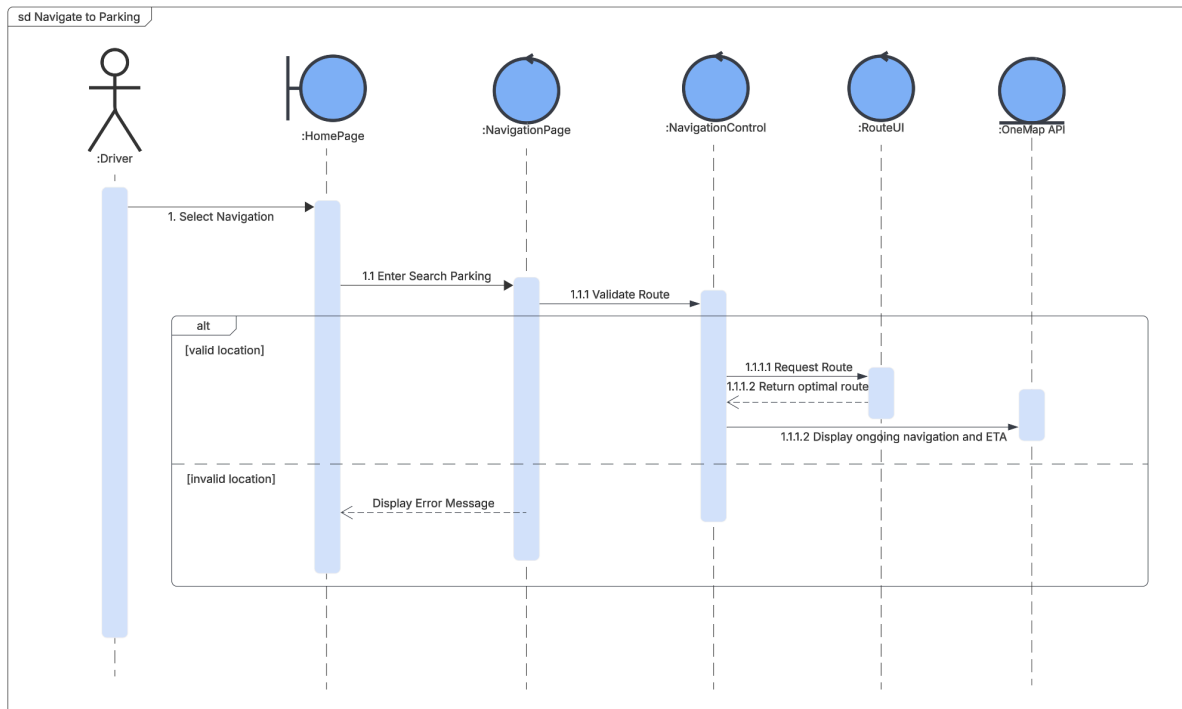 sd Navigate to Parking
:Driver
:HomePage
:NavigationPage
:NavigationControl
:RouteUI
:OneMap API
1. Select Navigation
1.1 Enter Search Parking
1.1.1 Validate Route
alt
[valid location]
1.1.1.1 Request Route
1.1.1.2 Return optimal route
1.1.1.2 Display ongoing navigation and ETA
[invalid location]
Display Error Message